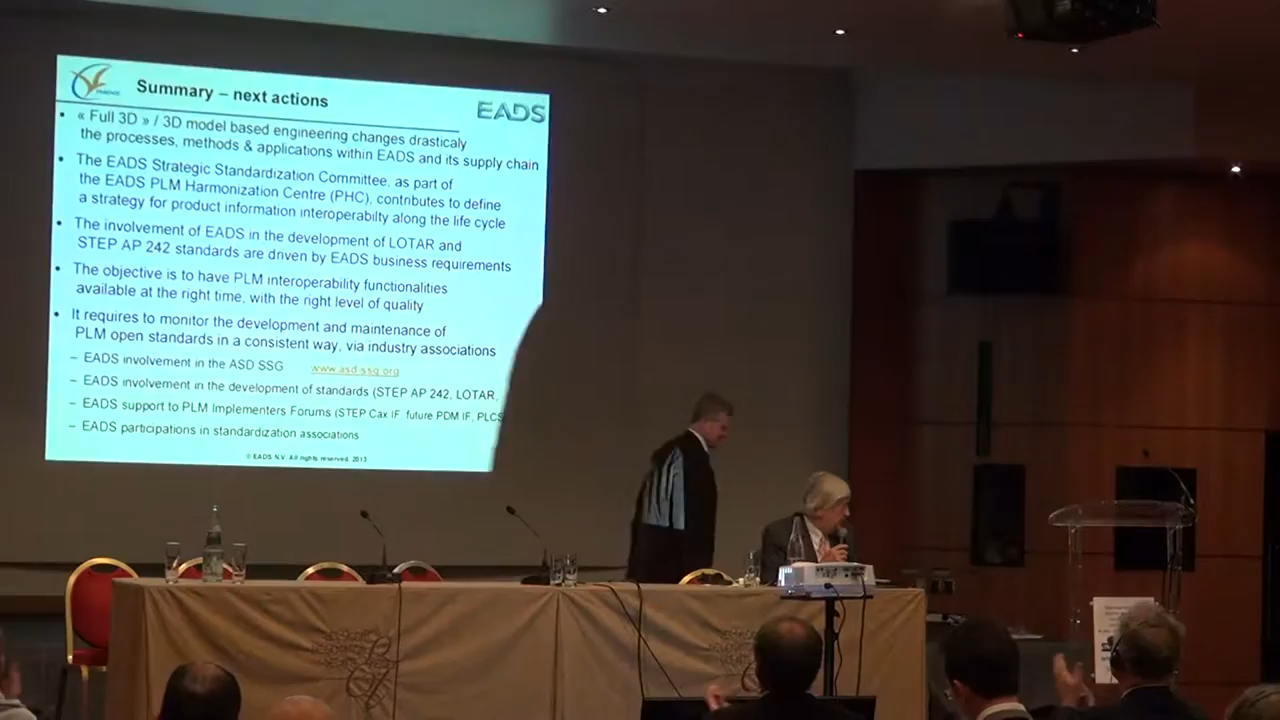 Summary – next actions
EADS
• « Full 3D » / 3D model based engineering changes drasticaly
the processes, methods & applications within EADS and its supply chain
• The EADS Strategic Standardization Committee, as part of
the EADS PLM Harmonization Centre (PHC), contributes to define
a strategy for product information interoperabilty along the life cycle
• The involvement of EADS in the development of LOTAR and
STEP AP 242 standards are driven by EADS business requirements
• The objective is to have PLM interoperability functionalities
available at the right time, with the right level of quality
• It requires to monitor the development and maintenance of
PLM open standards in a consistent way, via industry associations
– EADS involvement in the ASD SSG www.asd-ssg.org
– EADS involvement in the development of standards (STEP AP 242, LOTAR,
– EADS support to PLM Implementers Forums (STEP Cax IF, future PDM IF, PLCS
– EADS participations in standardization associations
© EADS N.V. All rights reserved. 2013